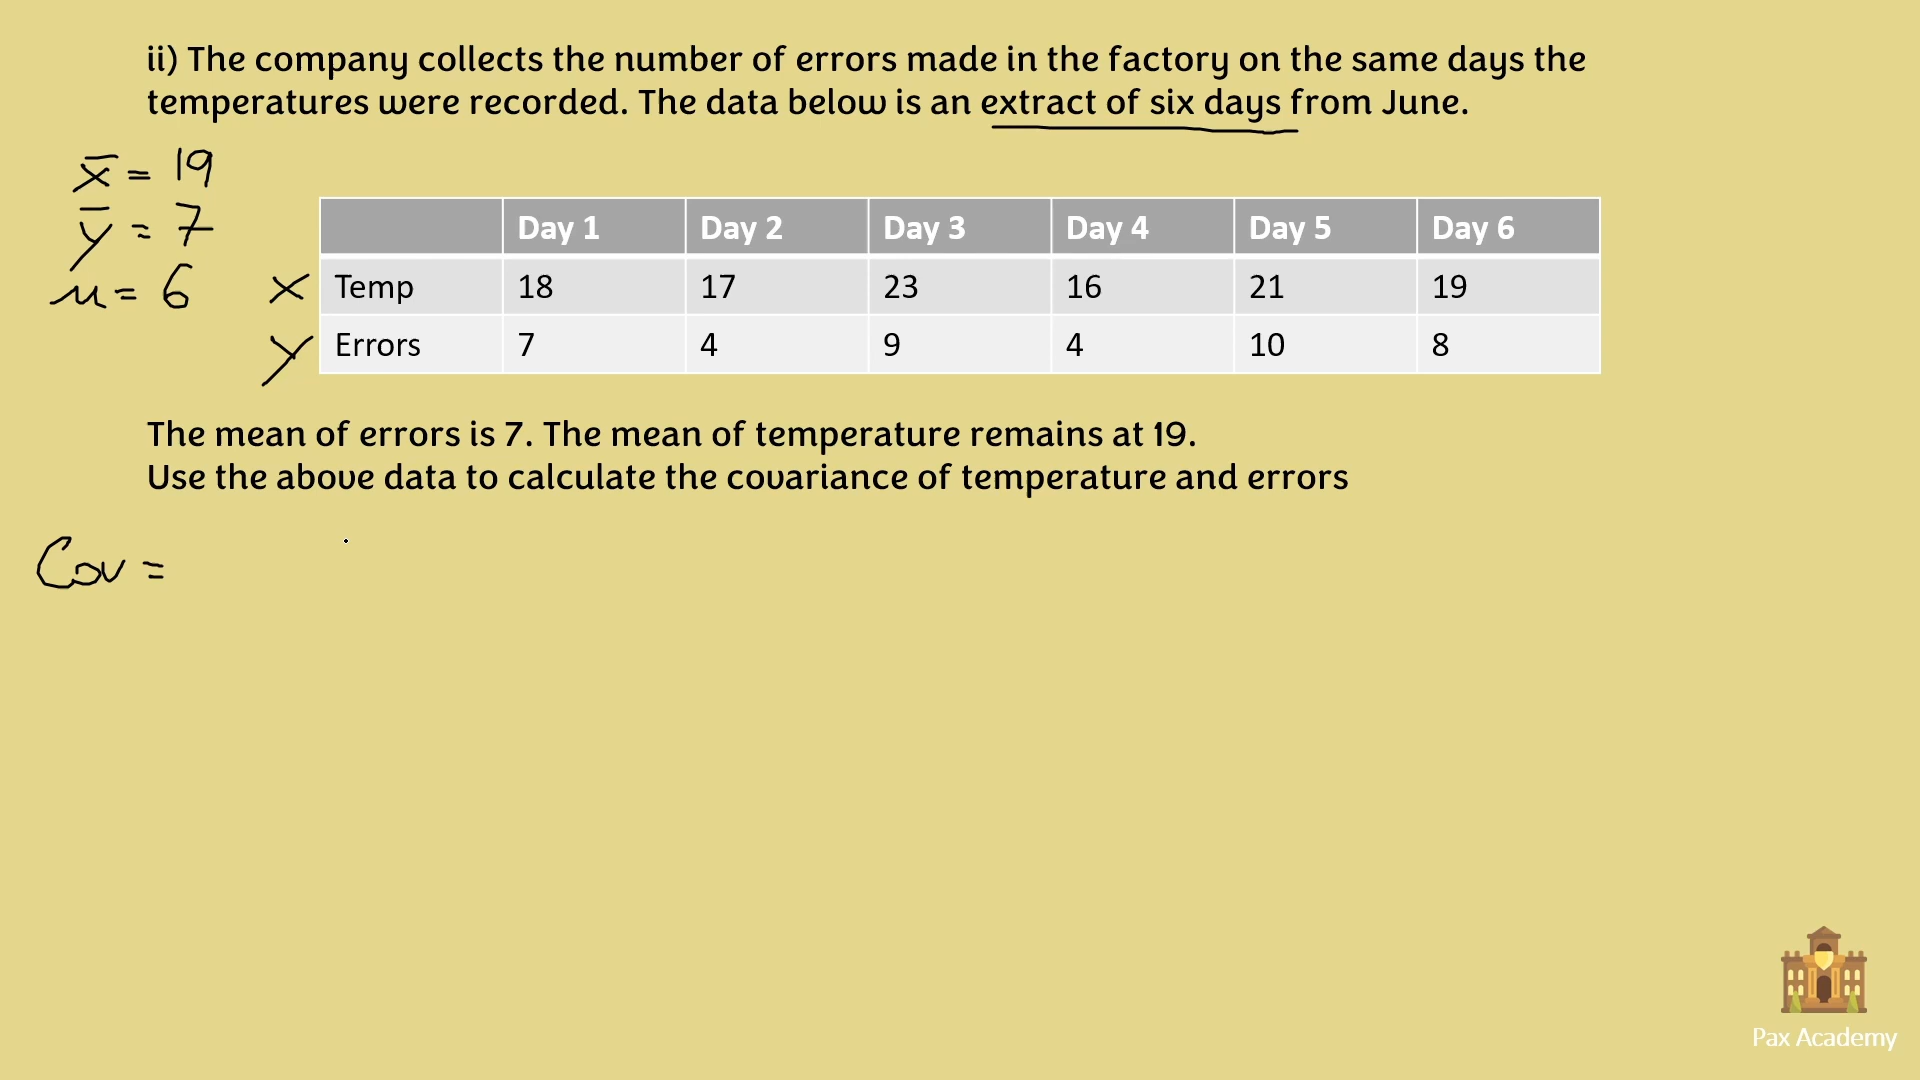 ii) The company collects the number of errors made in the factory on the same days the
temperatures were recorded. The data below is an extract of six days from June.
x̄ = 19
ȳ = 7
n = 6
Day 1 Day 2 Day 3 Day 4 Day 5 Day 6
x Temp 18 17 23 16 21 19
y Errors 7 4 9 4 10 8
The mean of errors is 7. The mean of temperature remains at 19.
Use the above data to calculate the covariance of temperature and errors
Cov =
Pax Academy